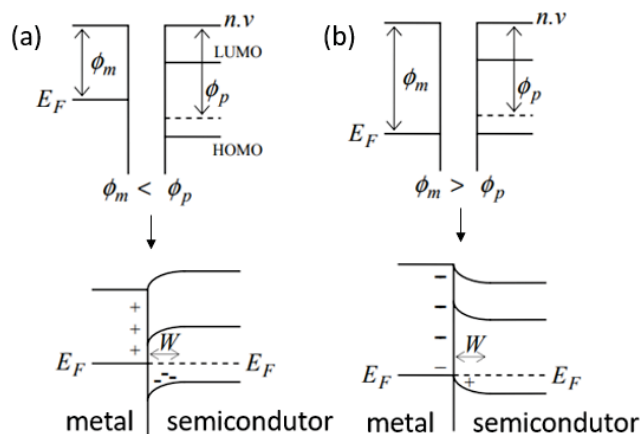 (a)
n.v
LUMO
ϕm
ϕp
EF
HOMO
ϕm < ϕp
(b)
n.v
ϕm
ϕp
EF
ϕm > ϕp
+
+
+
W
EF
EF
- - - -
metal
semicondutor
-
-
-
-
W
EF
+
EF
metal
semicondutor